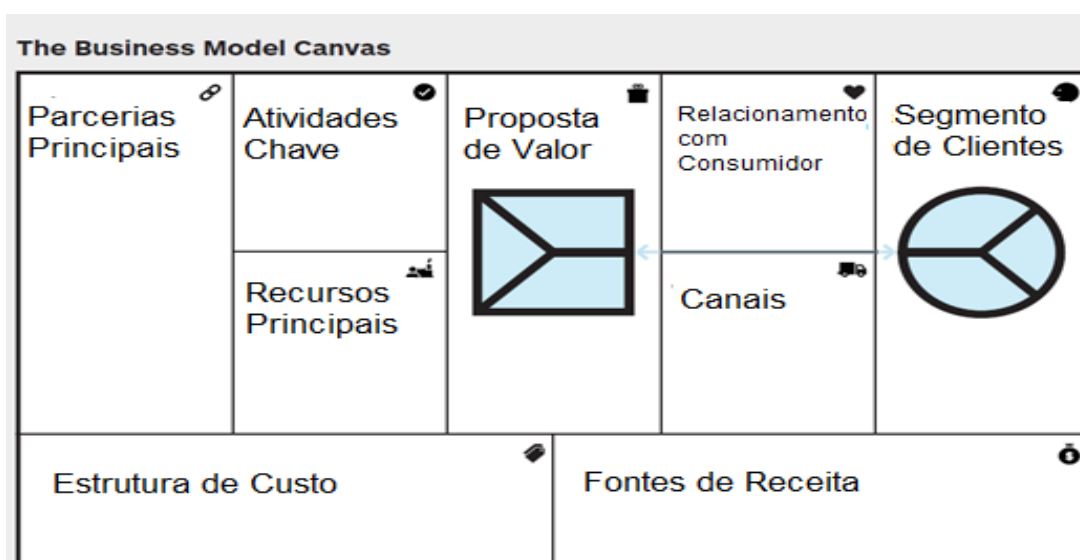 The Business Model Canvas
Parcerias
Principais
Atividades
Chave
Recursos
Principais
Proposta
de Valor
Relacionamento
com
Consumidor
Canais
Segmento
de Clientes
Estrutura de Custo
Fontes de Receita